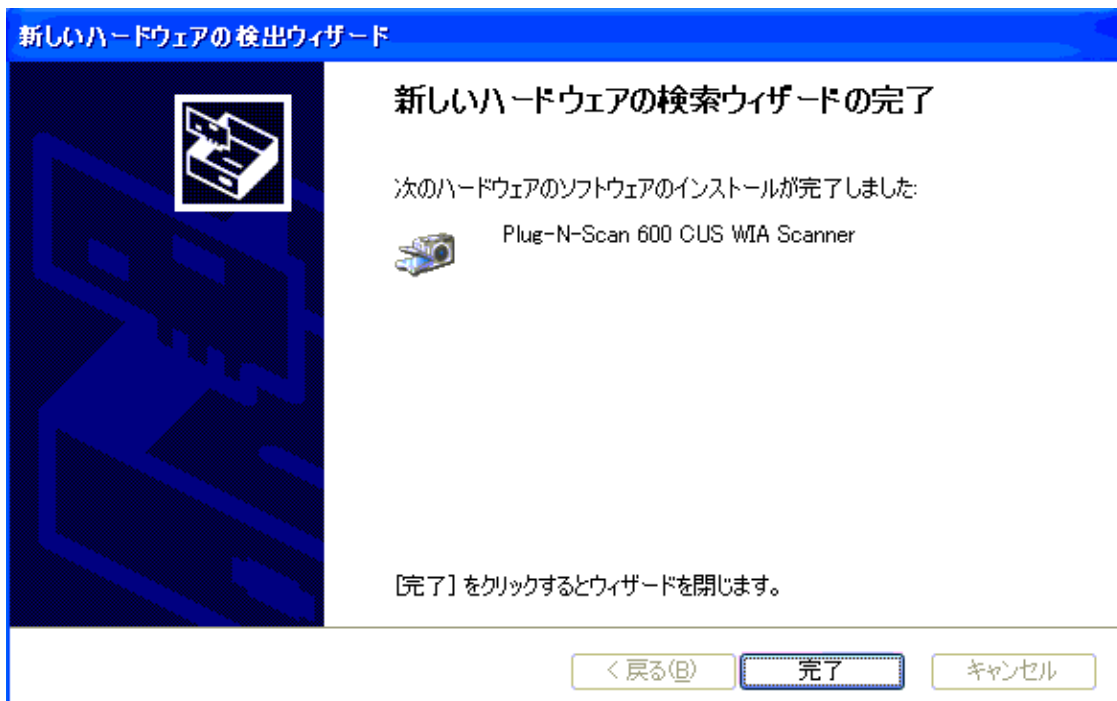 新しいハードウェアの検出ウィザード
新しいハードウェアの検索ウィザードの完了
次のハードウェアのソフトウェアのインストールが完了しました:
Plug-N-Scan 600 CUS WIA Scanner
[完了] をクリックするとウィザードを閉じます。
< 戻る(B)
完了
キャンセル